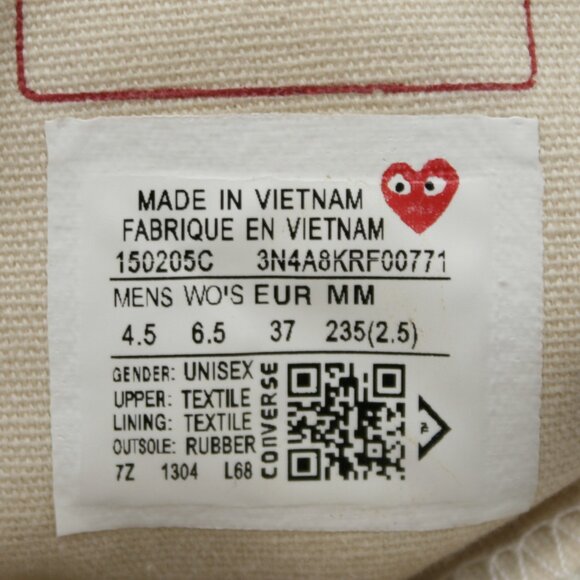 MADE IN VIETNAM
FABRIQUE EN VIETNAM
150205C 3N4A8KRF00771
MENS WO'S EUR MM
4.5 6.5 37 235(2.5)
GENDER: UNISEX
UPPER: TEXTILE
LINING: TEXTILE
OUTSOLE: RUBBER
7Z 1304 L68
CONVERSE